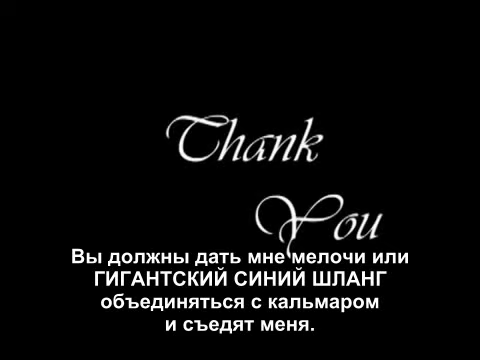 Thank
You
Вы должны дать мне мелочи или
ГИГАНТСКИЙ СИНИЙ ШЛАНГ
объединяться с кальмаром
и съедят меня.